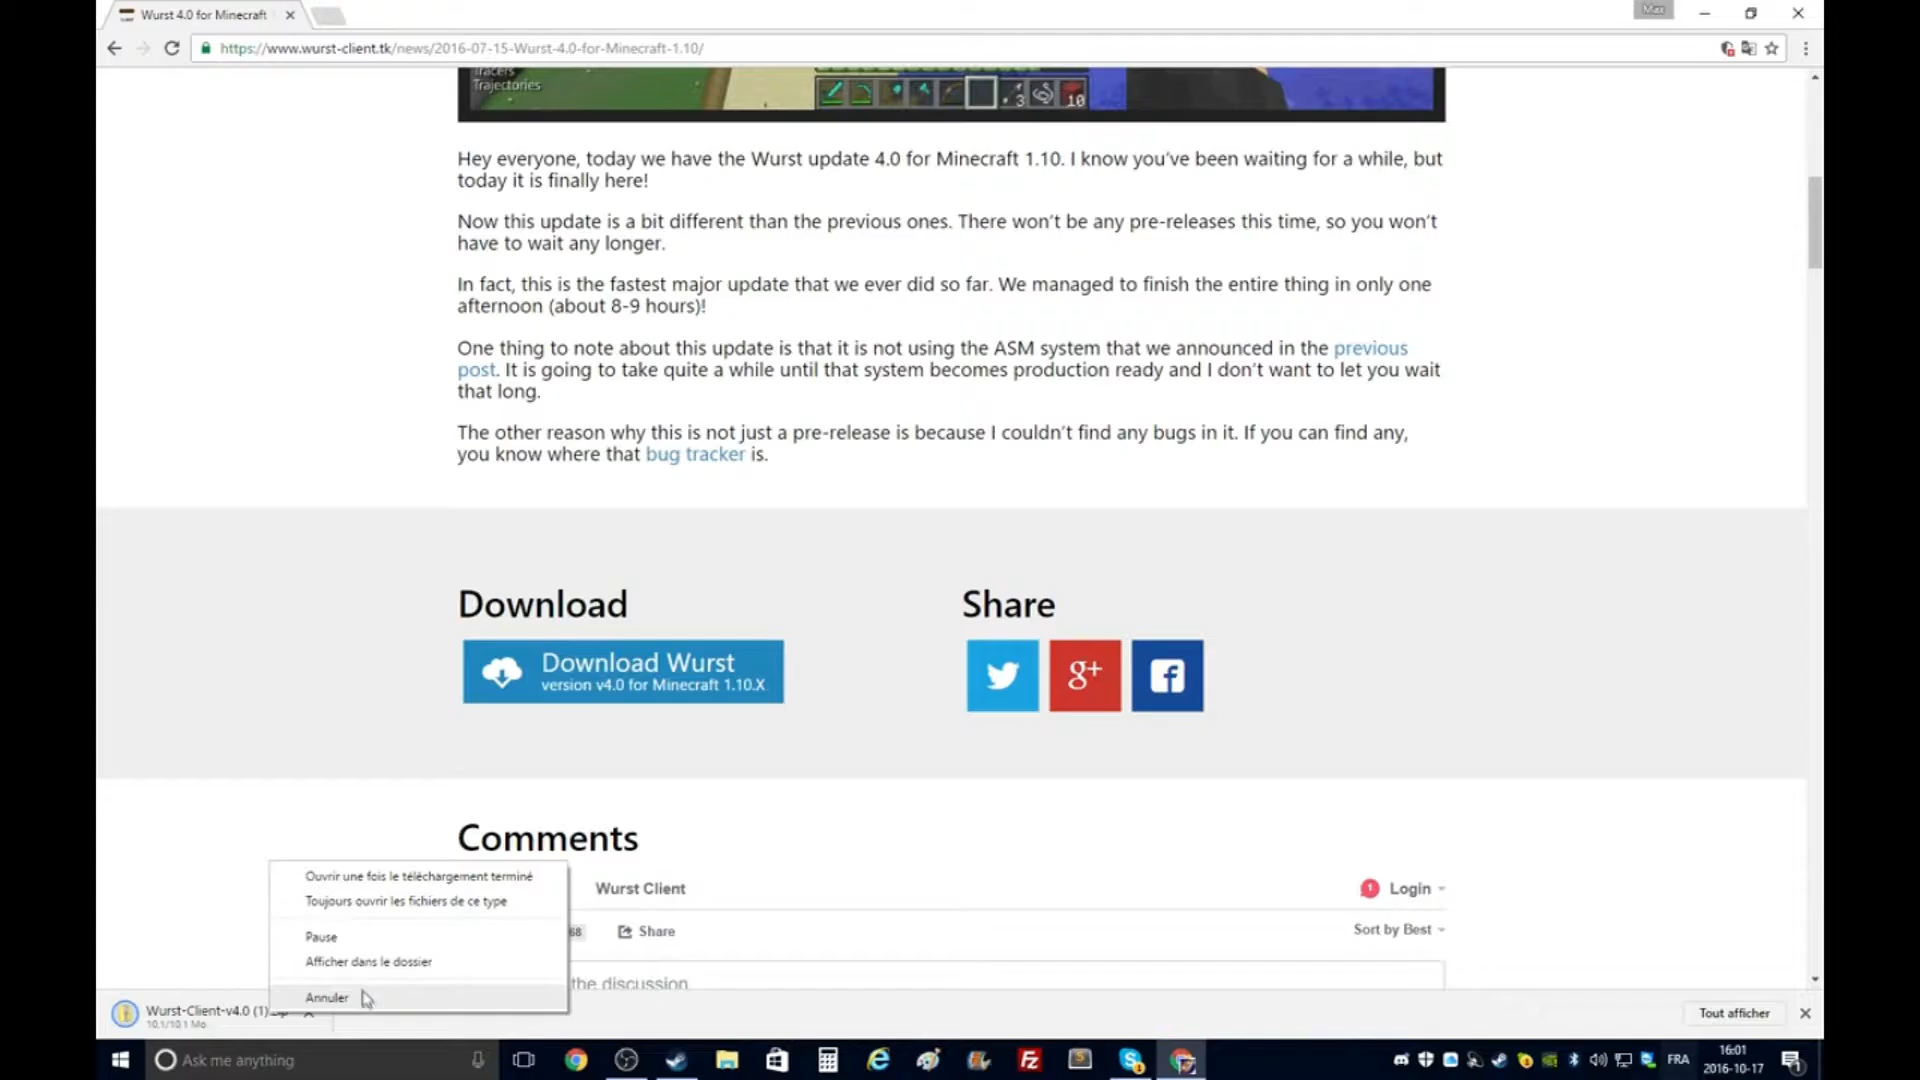 Wurst 4.0 for Minecraft
Max
https://www.wurst-client.tk/news/2016-07-15-Wurst-4.0-for-Minecraft-1.10/
Tracers
Trajectories
3
10
Hey everyone, today we have the Wurst update 4.0 for Minecraft 1.10. I know you've been waiting for a while, but
today it is finally here!
Now this update is a bit different than the previous ones. There won't be any pre-releases this time, so you won't
have to wait any longer.
In fact, this is the fastest major update that we ever did so far. We managed to finish the entire thing in only one
afternoon (about 8-9 hours)!
One thing to note about this update is that it is not using the ASM system that we announced in the previous
post. It is going to take quite a while until that system becomes production ready and I don't want to let you wait
that long.
The other reason why this is not just a pre-release is because I couldn't find any bugs in it. If you can find any,
you know where that bug tracker is.
Download
Share
Download Wurst
version v4.0 for Minecraft 1.10.X
g+
Comments
Ouvrir une fois le téléchargement terminé
Toujours ouvrir les fichiers de ce type
Pause
Afficher dans le dossier
Annuler
Wurst Client
1 Login
68 Share
Sort by Best
the discussion
Wurst-Client-v4.0 (1).zip
10,1/10,1 Mo
Tout afficher
Ask me anything
FRA
16:01
2016-10-17